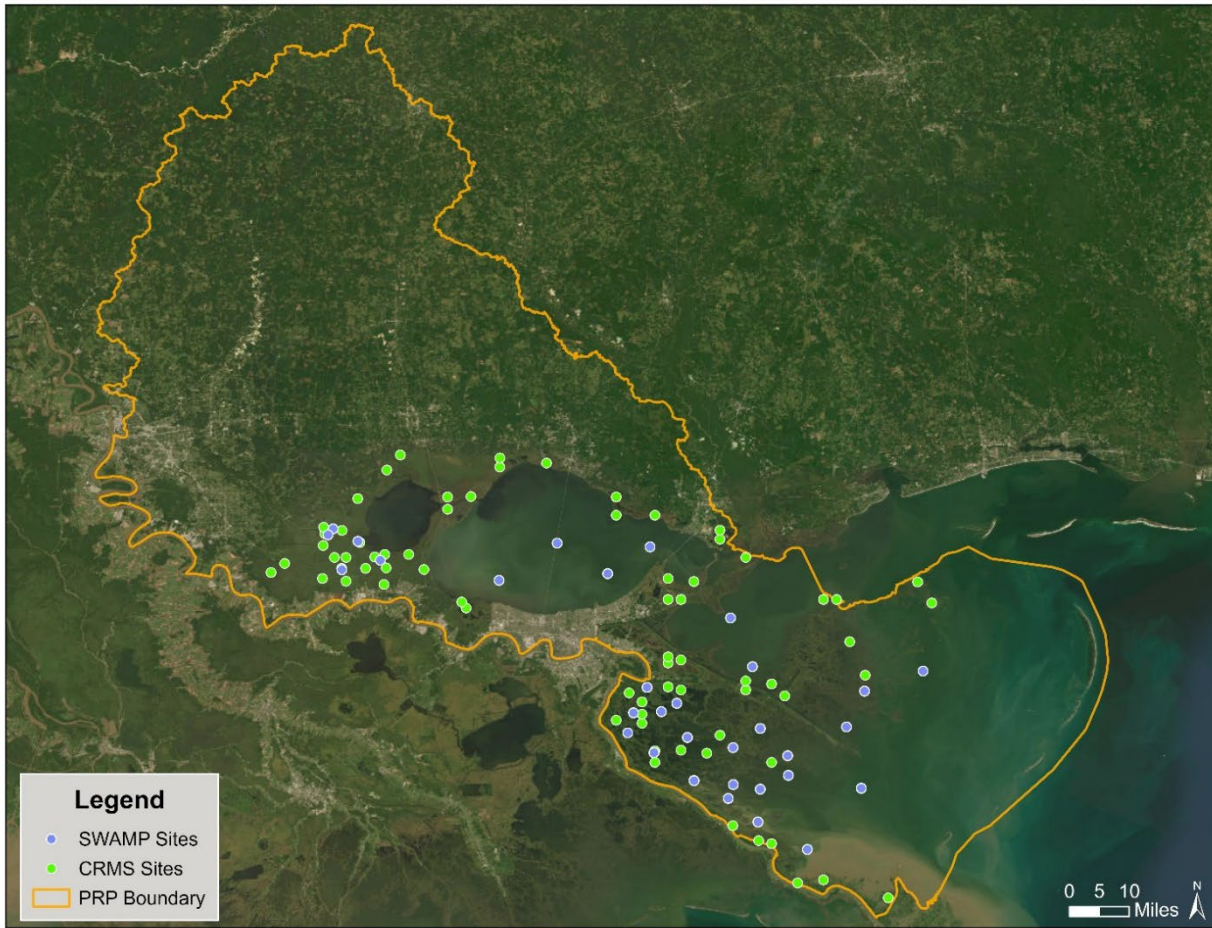 Legend
SWAMP Sites
CRMS Sites
PRP Boundary
0 5 10
Miles
N